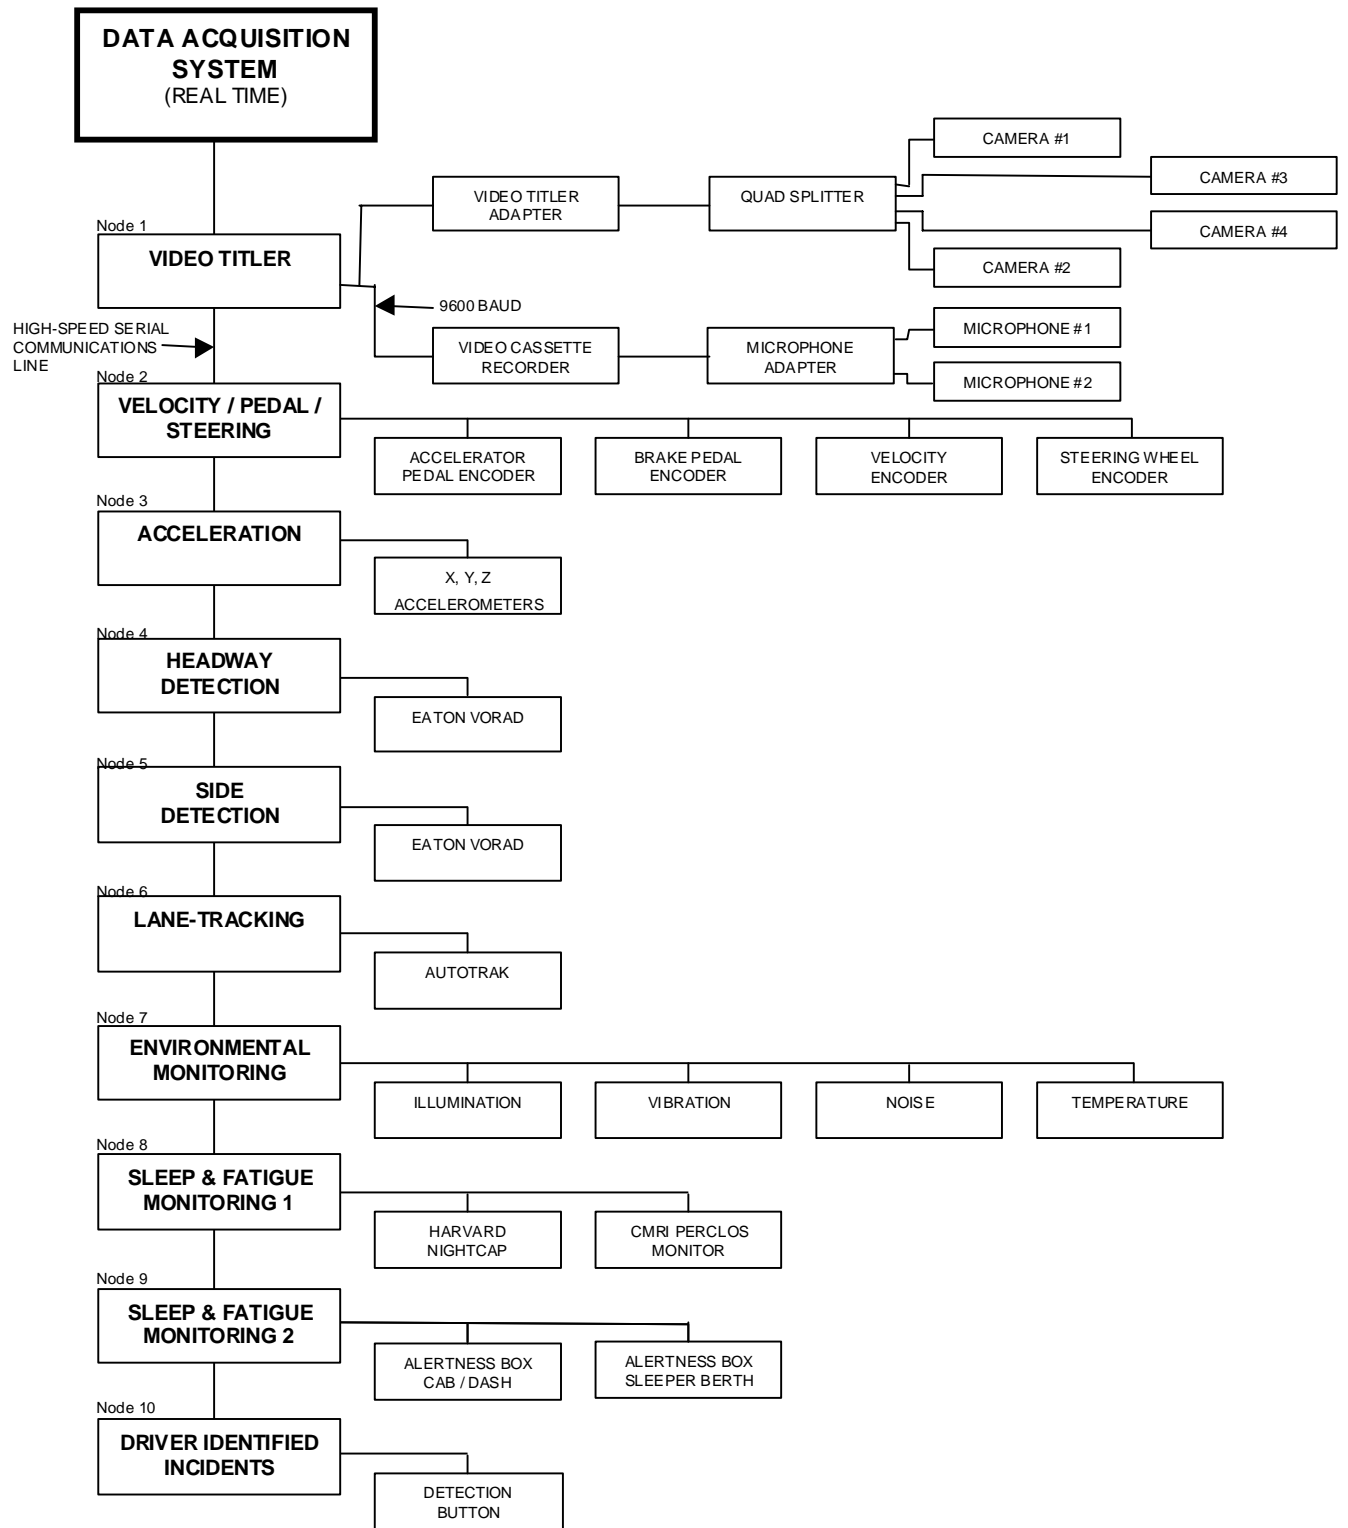 DATA ACQUISITION
SYSTEM
(REAL TIME)
CAMERA #1
CAMERA #3
VIDEO TITLER
ADAPTER
QUAD SPLITTER
CAMERA #4
CAMERA #2
Node 1
VIDEO TITLER
9600 BAUD
HIGH-SPEED SERIAL
COMMUNICATIONS
LINE
VIDEO CASSETTE
RECORDER
MICROPHONE
ADAPTER
MICROPHONE #1
MICROPHONE #2
Node 2
VELOCITY / PEDAL /
STEERING
ACCELERATOR
PEDAL ENCODER
BRAKE PEDAL
ENCODER
VELOCITY
ENCODER
STEERING WHEEL
ENCODER
Node 3
ACCELERATION
X, Y, Z
ACCELEROMETERS
Node 4
HEADWAY
DETECTION
EATON VORAD
Node 5
SIDE
DETECTION
EATON VORAD
Node 6
LANE-TRACKING
AUTOTRAK
Node 7
ENVIRONMENTAL
MONITORING
ILLUMINATION
VIBRATION
NOISE
TEMPERATURE
Node 8
SLEEP & FATIGUE
MONITORING 1
HARVARD
NIGHTCAP
CMRI PERCLOS
MONITOR
Node 9
SLEEP & FATIGUE
MONITORING 2
ALERTNESS BOX
CAB / DASH
ALERTNESS BOX
SLEEPER BERTH
Node 10
DRIVER IDENTIFIED
INCIDENTS
DETECTION
BUTTON